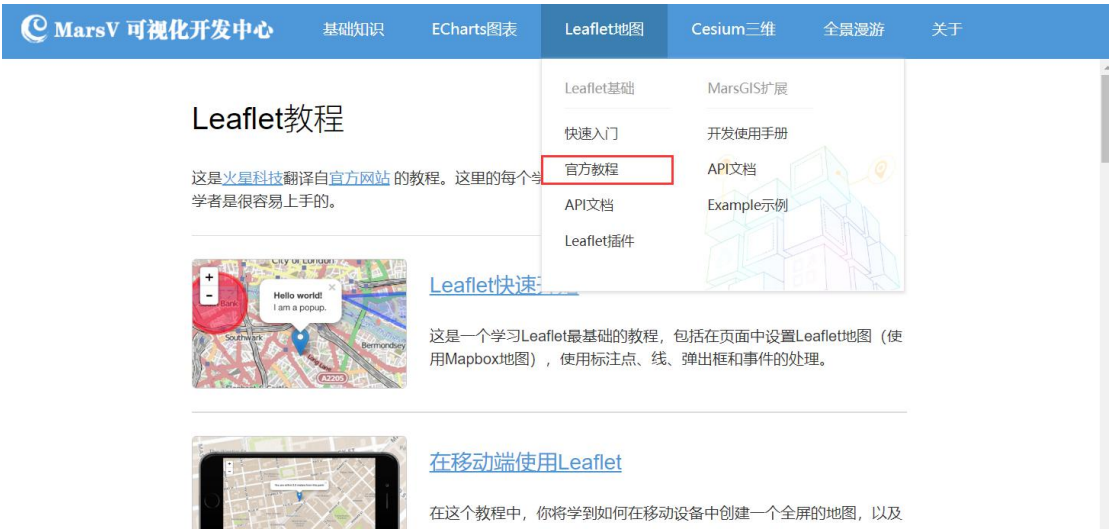 MarsV 可视化开发中心
基础知识
ECharts图表
Leaflet地图
Cesium三维
全景漫游
关于
Leaflet基础
快速入门
官方教程
API文档
Leaflet插件
MarsGIS扩展
开发使用手册
API文档
Example示例
Leaflet教程
这是火星科技翻译自官方网站 的教程。这里的每个学
学者是很容易上手的。
+
-
City of London
Bank
Hello world!
I am a popup.
Southwark
Bermondsey
A2205
Leaflet快速
这是一个学习Leaflet最基础的教程，包括在页面中设置Leaflet地图（使
用Mapbox地图），使用标注点、线、弹出框和事件的处理。
在移动端使用Leaflet
在这个教程中，你将学到如何在移动设备中创建一个全屏的地图，以及